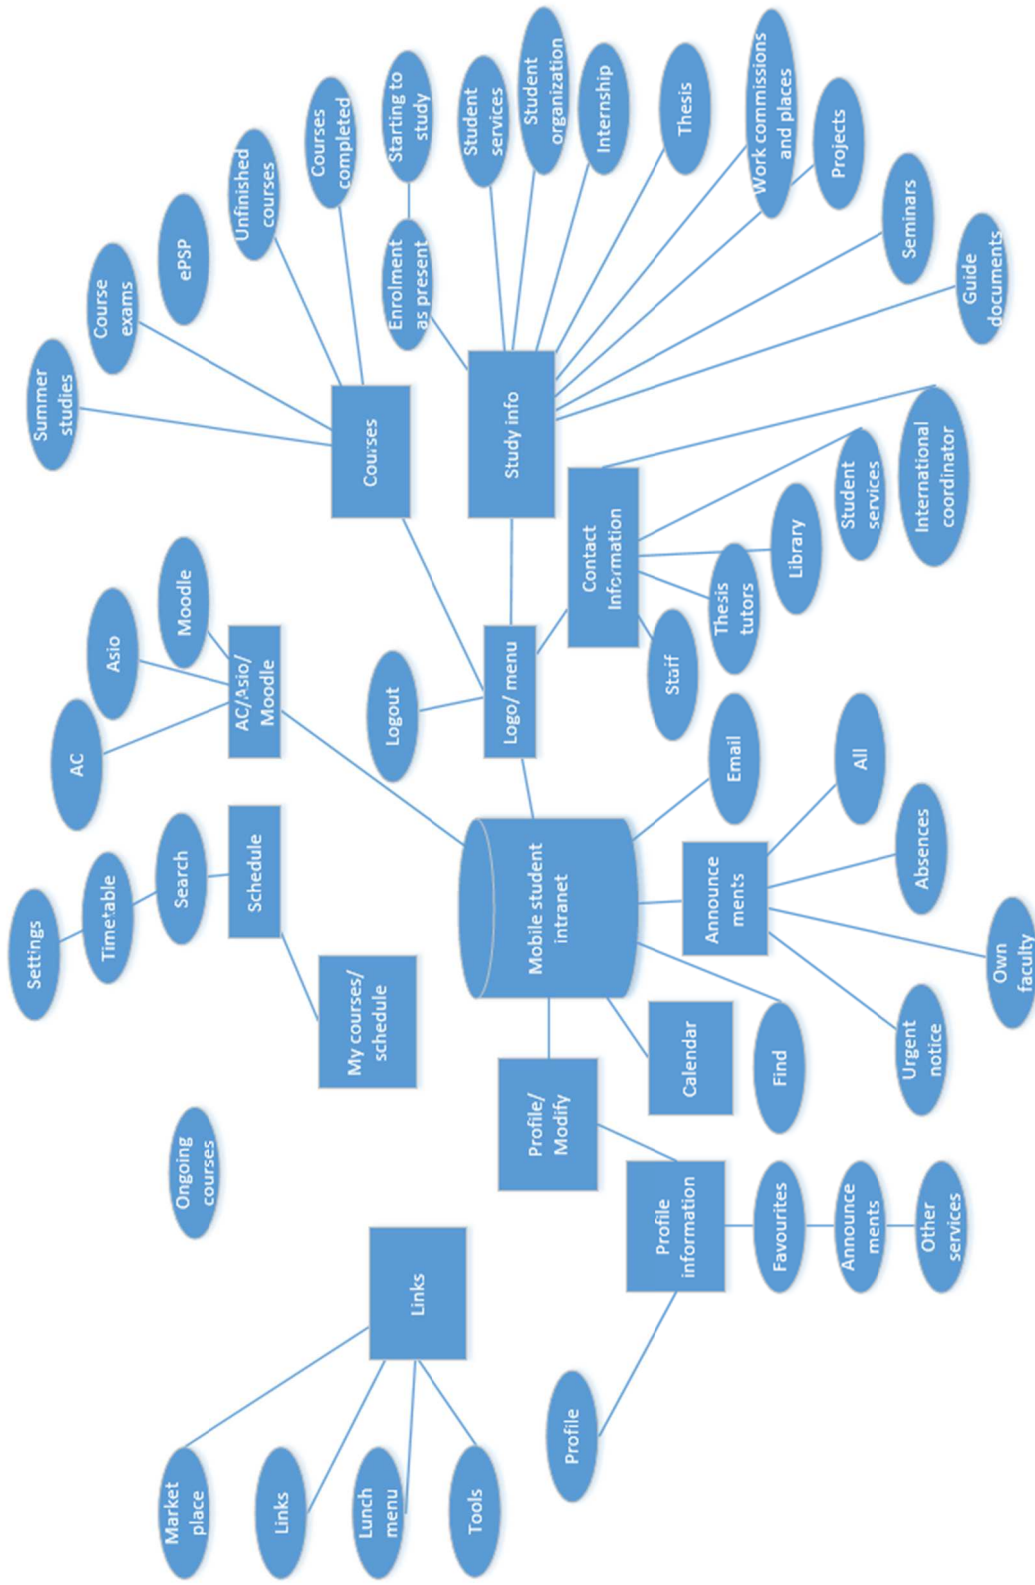 Settings
Summer
studies
AC
Timetable
Asio
Course
exams
Market
place
Ongoing
courses
Search
Moodle
ePSP
Links
Schedule
AC/Asio/
Moodle
Unfinished
courses
Courses
completed
Lunch
menu
My courses/
schedule
Courses
Logout
Enrolment
as present
Starting to
study
Links
Tools
Student
services
Logo/ menu
Study info
Profile/
Modify
Mobile student
intranet
Student
organization
Profile
Contact
Information
Internship
Profile
information
Calendar
Staff
Thesis
Announce
ments
Email
Thesis
tutors
Favourites
Find
Library
Work commissions
and places
Announce
ments
All
Student
services
Projects
Other
services
Urgent
notice
Absences
International
coordinator
Seminars
Own
faculty
Guide
documents